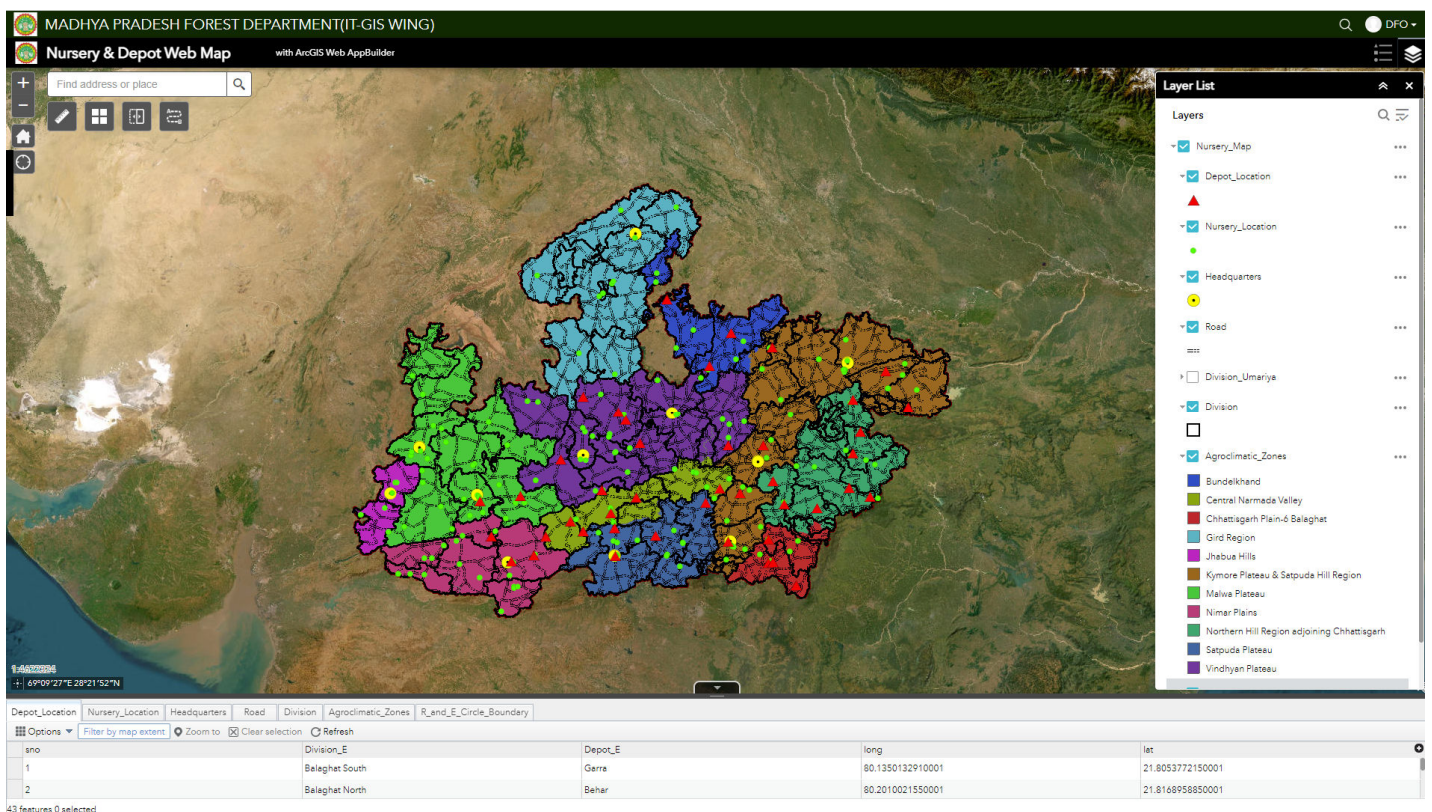 MADHYA PRADESH FOREST DEPARTMENT(IT-GIS WING)
DFO
Nursery & Depot Web Map
with ArcGIS Web AppBuilder
+
Find address or place
−
Layer List
Layers
Nursery_Map
Depot_Location
Nursery_Location
Headquarters
Road
Division_Umariya
Division
Agroclimatic_Zones
Bundelkhand
Central Narmada Valley
Chhattisgarh Plain-6 Balaghat
Gird Region
Jhabua Hills
Kymore Plateau & Satpuda Hill Region
Malwa Plateau
Nimar Plains
Northern Hill Region adjoining Chhattisgarh
Satpuda Plateau
Vindhyan Plateau
69°09'27"E 28°21'52"N
Depot_Location Nursery_Location Headquarters Road Division Agroclimatic_Zones R_and_E_Circle_Boundary
Options Filter by map extent Zoom to Clear selection Refresh
sno Division_E Depot_E long lat
1 Balaghat South Garra 80.1350132910001 21.8053772150001
2 Balaghat North Behar 80.2010021550001 21.8168958850001
43 features 0 selected